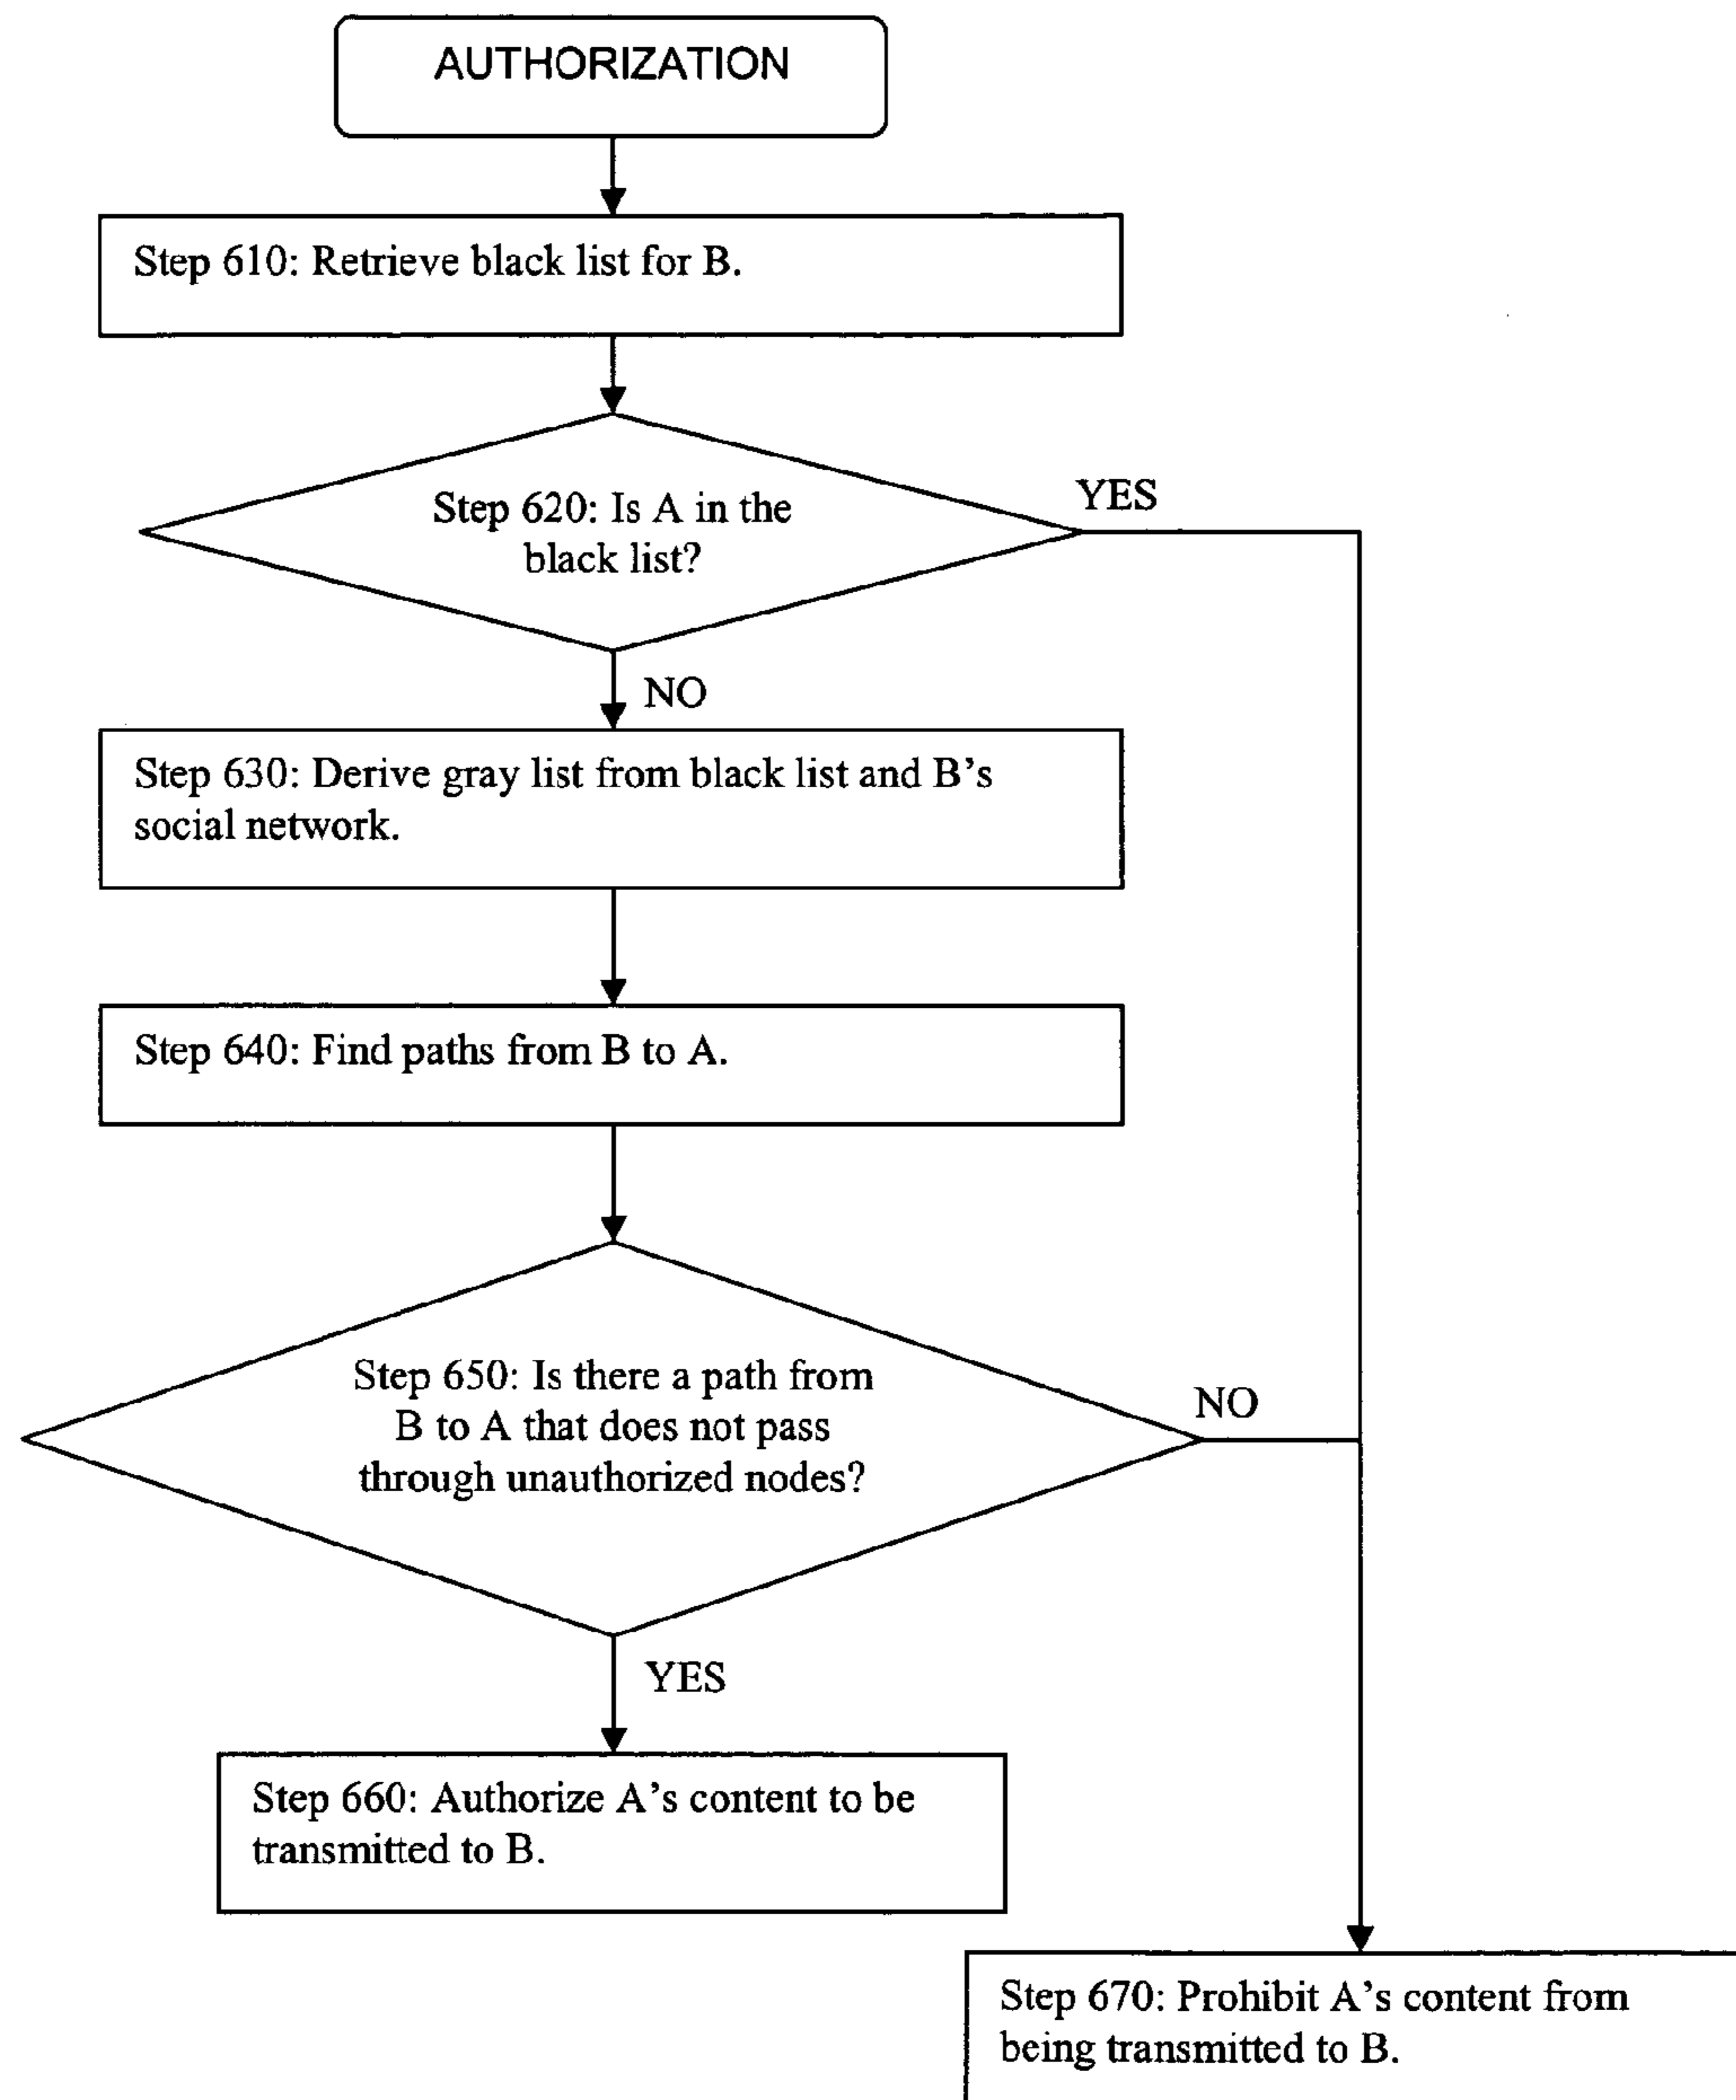 AUTHORIZATION
Step 610: Retrieve black list for B.
Step 620: Is A in the
black list?
YES
NO
Step 630: Derive gray list from black list and B’s
social network.
Step 640: Find paths from B to A.
Step 650: Is there a path from
B to A that does not pass
through unauthorized nodes?
NO
YES
Step 660: Authorize A’s content to be
transmitted to B.
Step 670: Prohibit A’s content from
being transmitted to B.